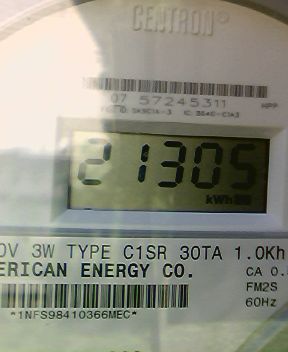 CENTRON®
07 57245311 HPP
21305
kWh
0V 3W TYPE C1SR 30TA 1.0Kh
ERICAN ENERGY CO. CA 0.
FM2S
60Hz
*1NFS98410366MEC*